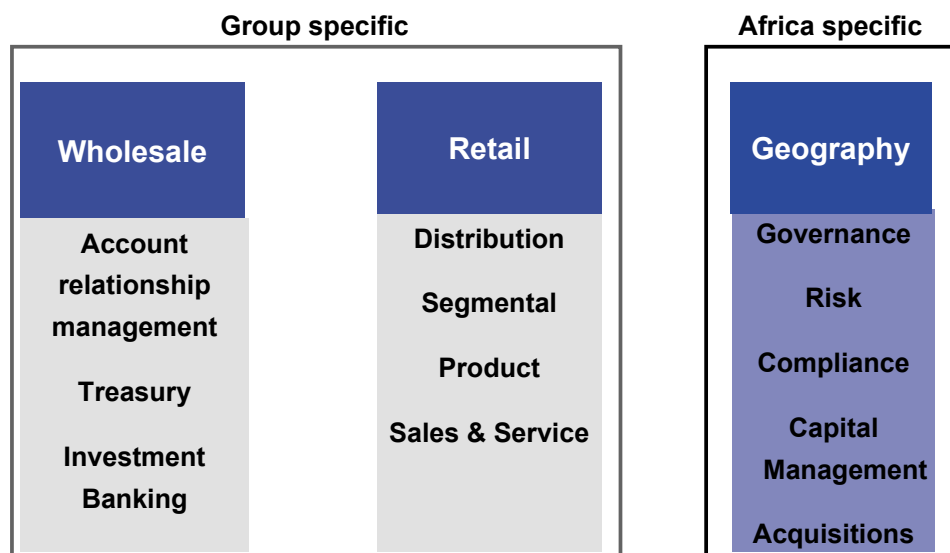 Group specific
Wholesale
Account
relationship
management
Treasury
Investment
Banking
Retail
Distribution
Segmental
Product
Sales & Service
Africa specific
Geography
Governance
Risk
Compliance
Capital
Management
Acquisitions